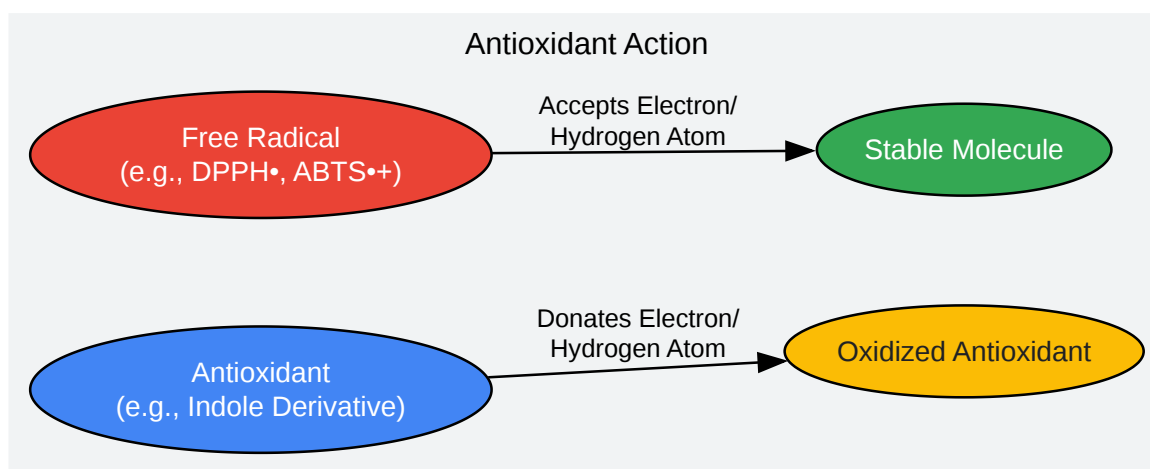 Antioxidant Action
Free Radical
(e.g., DPPH•, ABTS•+)
Accepts Electron/
Hydrogen Atom
Stable Molecule
Antioxidant
(e.g., Indole Derivative)
Donates Electron/
Hydrogen Atom
Oxidized Antioxidant